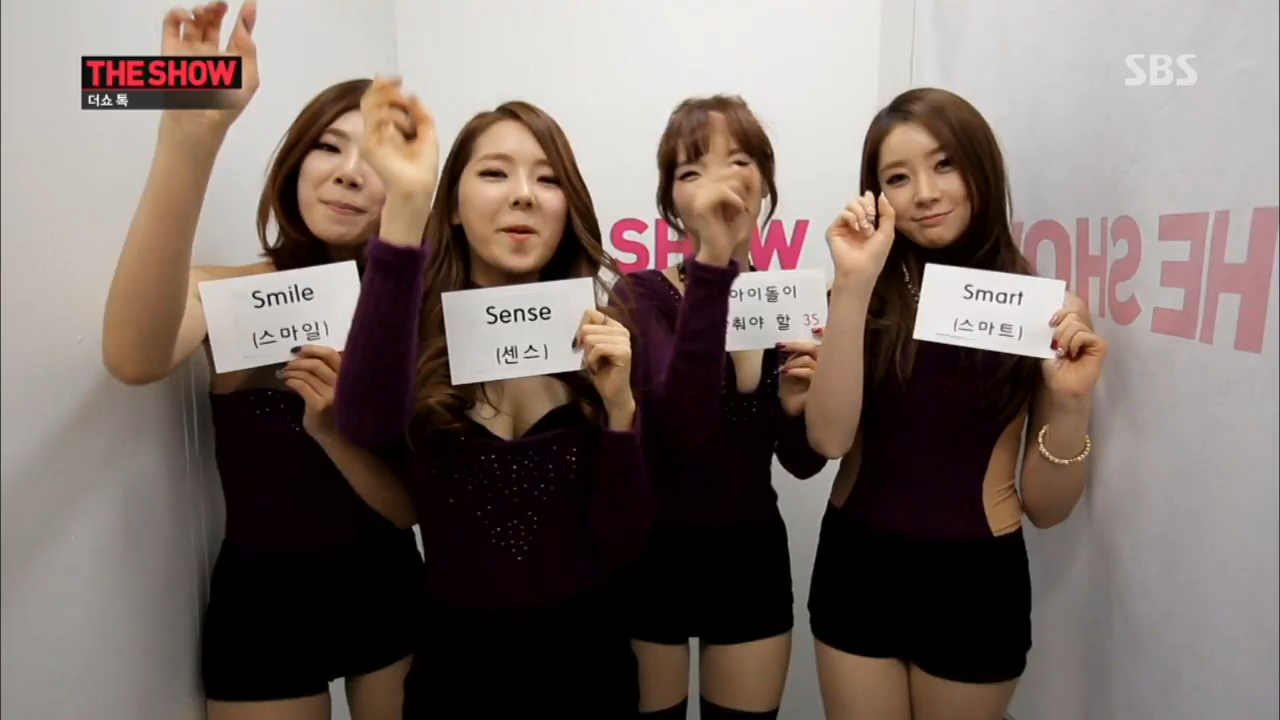 THE SHOW
더쇼 톡
SBS
Smile
(스마일)
Sense
(센스)
SHOW
아이돌이
춰야 할 3S
Smart
(스마트)
HE SHO